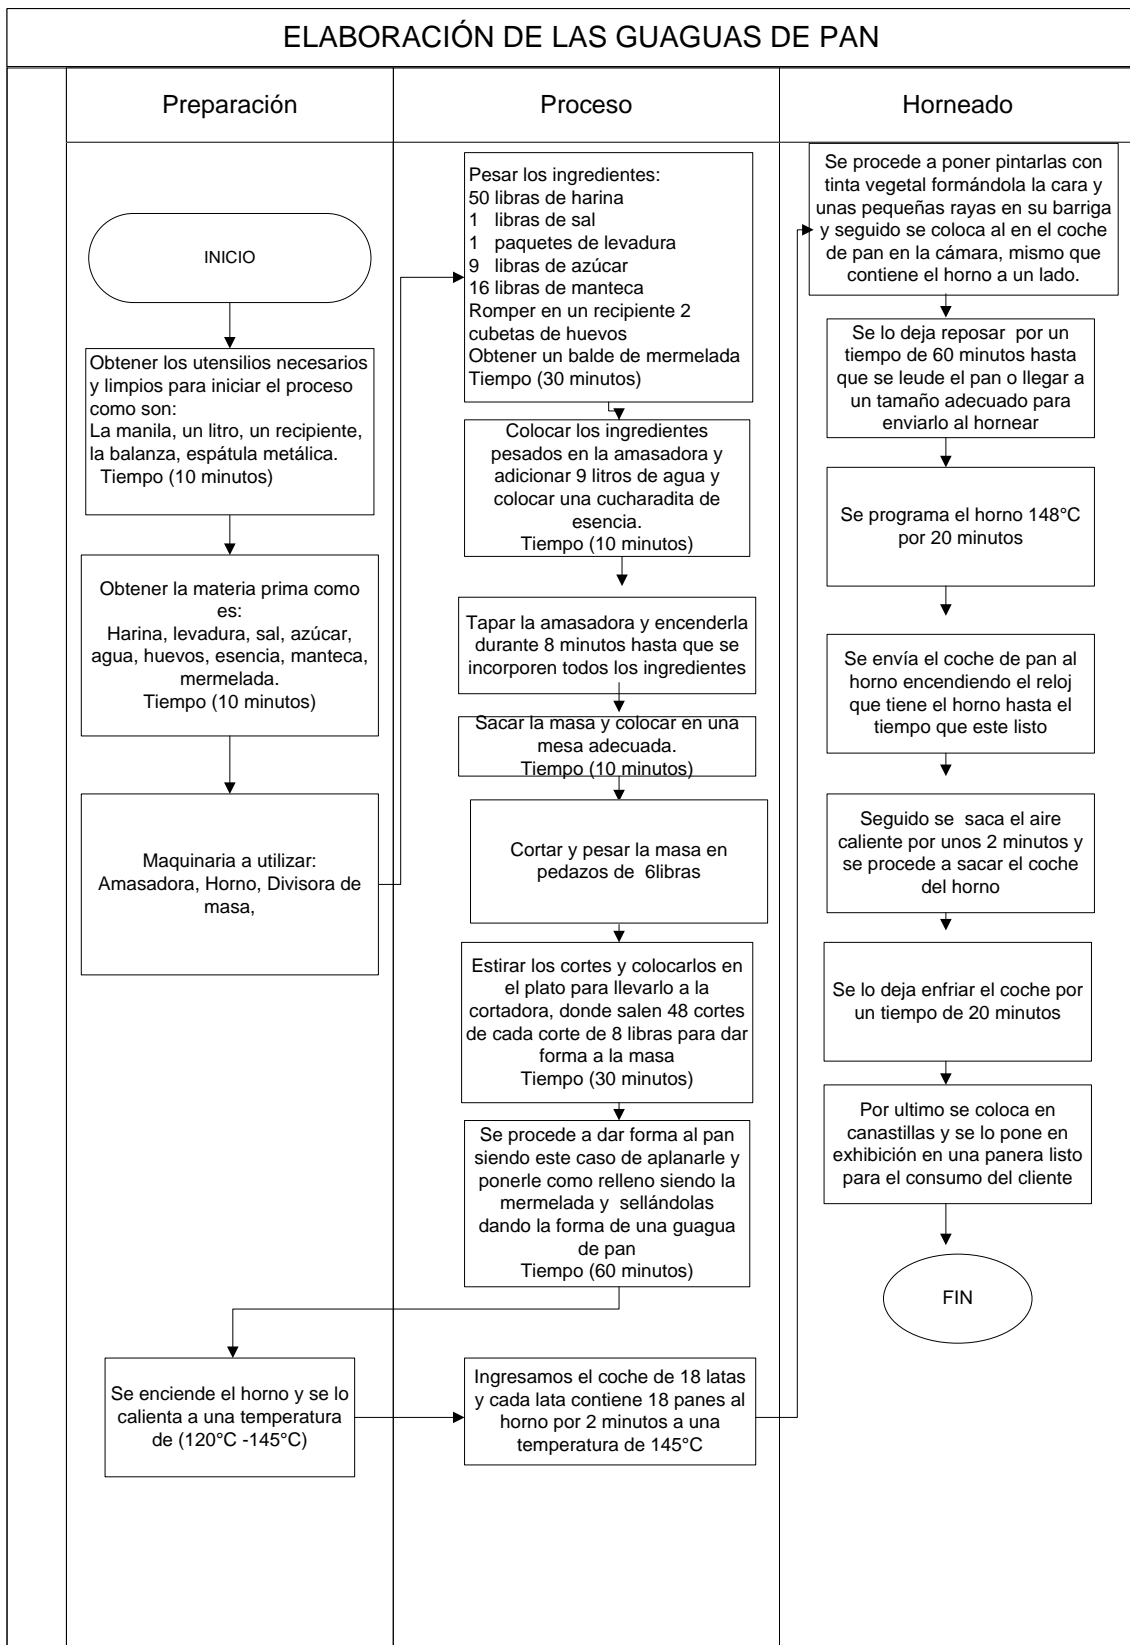 ELABORACIÓN DE LAS GUAGUAS DE PAN
Preparación
Proceso
Horneado
INICIO
Obtener los utensilios necesarios
y limpios para iniciar el proceso
como son:
La manila, un litro, un recipiente,
la balanza, espátula metálica.
Tiempo (10 minutos)
Obtener la materia prima como
es:
Harina, levadura, sal, azúcar,
agua, huevos, esencia, manteca,
mermelada.
Tiempo (10 minutos)
Maquinaria a utilizar:
Amasadora, Horno, Divisora de
masa,
Pesar los ingredientes:
50 libras de harina
1 libras de sal
1 paquetes de levadura
9 libras de azúcar
16 libras de manteca
Romper en un recipiente 2
cubetas de huevos
Obtener un balde de mermelada
Tiempo (30 minutos)
Colocar los ingredientes
pesados en la amasadora y
adicionar 9 litros de agua y
colocar una cucharadita de
esencia.
Tiempo (10 minutos)
Tapar la amasadora y encenderla
durante 8 minutos hasta que se
incorporen todos los ingredientes
Sacar la masa y colocar en una
mesa adecuada.
Tiempo (10 minutos)
Cortar y pesar la masa en
pedazos de 6libras
Estirar los cortes y colocarlos en
el plato para llevarlo a la
cortadora, donde salen 48 cortes
de cada corte de 8 libras para dar
forma a la masa
Tiempo (30 minutos)
Se procede a dar forma al pan
siendo este caso de aplanarle y
ponerle como relleno siendo la
mermelada y sellándolas
dando la forma de una guagua
de pan
Tiempo (60 minutos)
Se enciende el horno y se lo
calienta a una temperatura
de (120°C -145°C)
Ingresamos el coche de 18 latas
y cada lata contiene 18 panes al
horno por 2 minutos a una
temperatura de 145°C
Se procede a poner pintarlas con
tinta vegetal formándola la cara y
unas pequeñas rayas en su barriga
y seguido se coloca al en el coche
de pan en la cámara, mismo que
contiene el horno a un lado.
Se lo deja reposar por un
tiempo de 60 minutos hasta
que se leude el pan o llegar a
un tamaño adecuado para
enviarlo al hornear
Se programa el horno 148°C
por 20 minutos
Se envía el coche de pan al
horno encendiendo el reloj
que tiene el horno hasta el
tiempo que este listo
Seguido se saca el aire
caliente por unos 2 minutos y
se procede a sacar el coche
del horno
Se lo deja enfriar el coche por
un tiempo de 20 minutos
Por ultimo se coloca en
canastillas y se lo pone en
exhibición en una panera listo
para el consumo del cliente
FIN